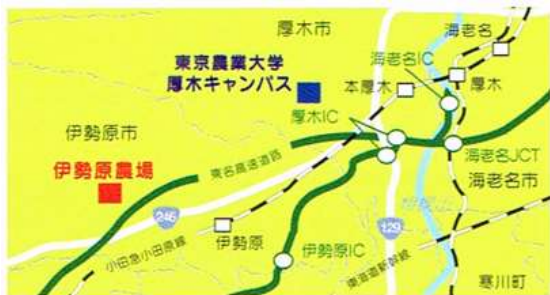 厚木市
海老名
海老名IC
東京農業大学
厚木キャンパス
本厚木
厚木
厚木IC
伊勢原市
伊勢原農場
東名高速道路
海老名JCT
海老名市
246
伊勢原
129
相模川
小田急小田原線
伊勢原IC
東海道新幹線
寒川町